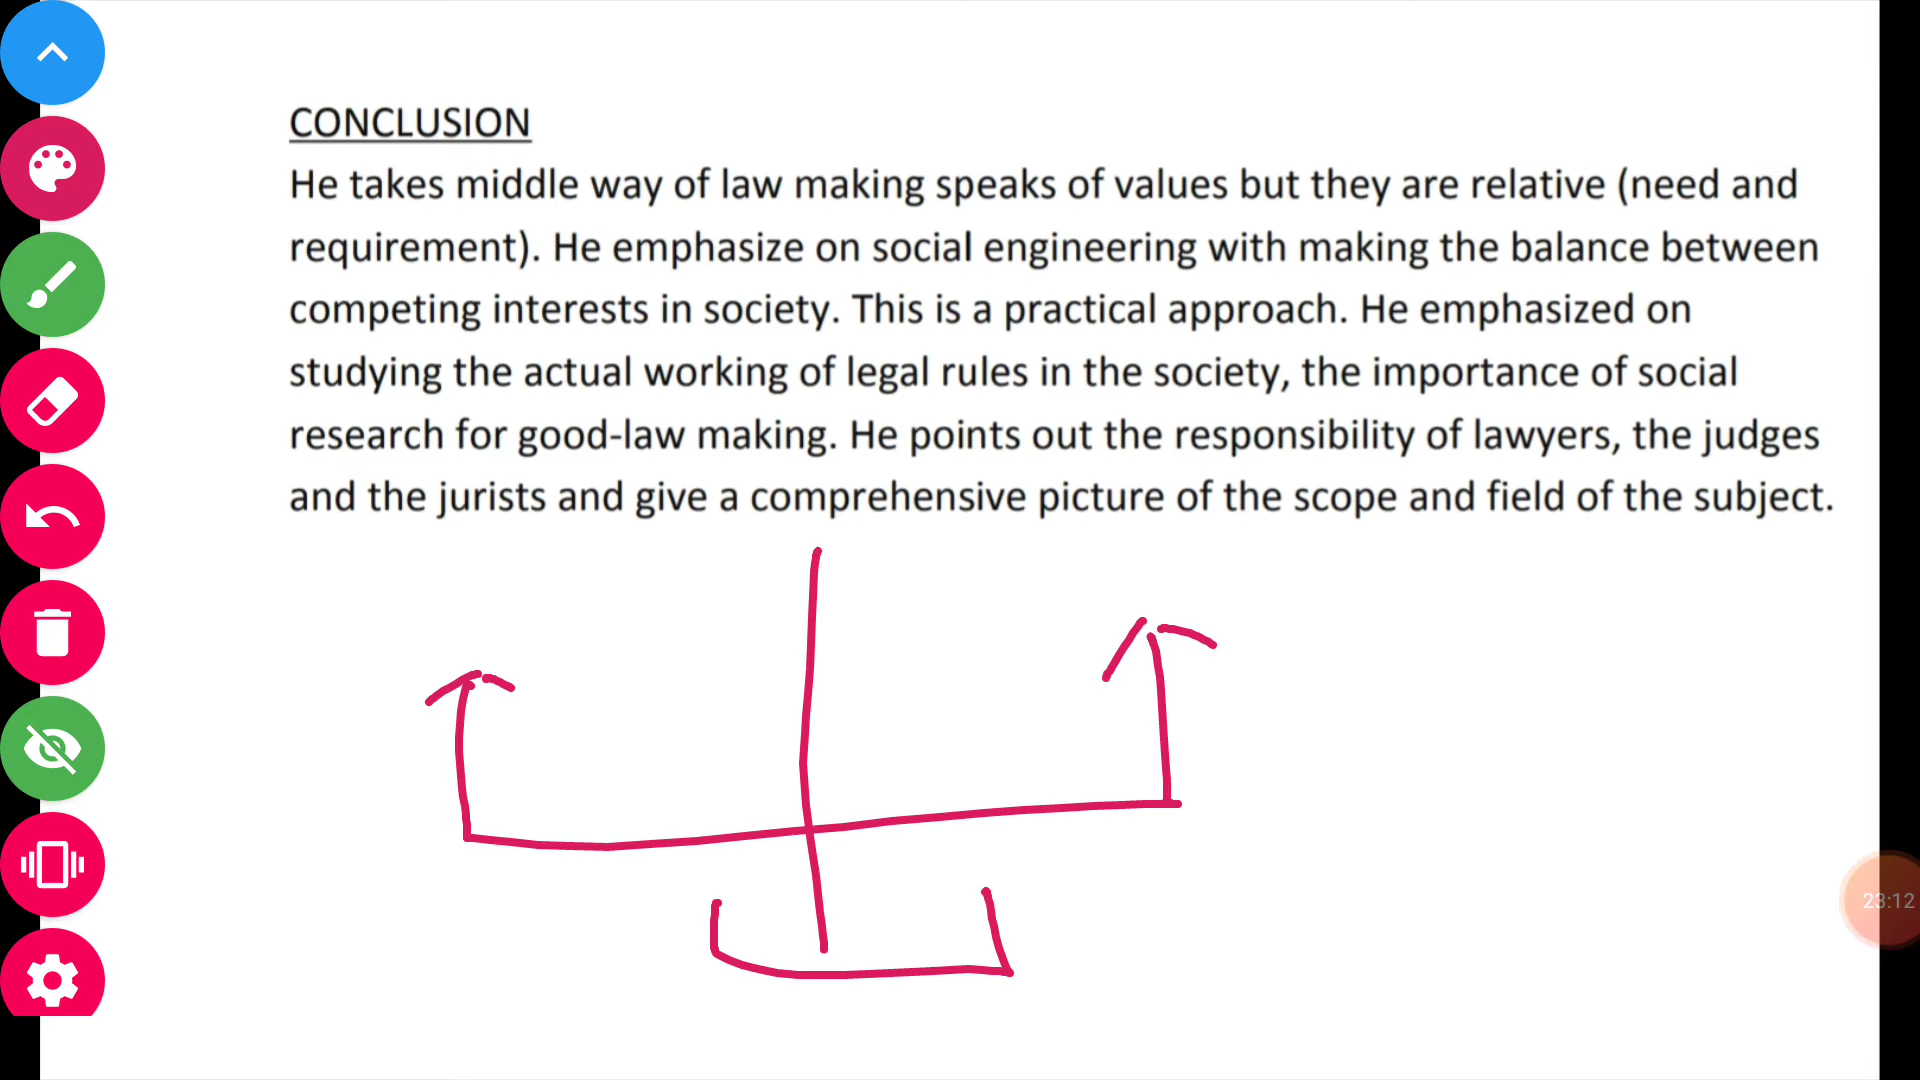 CONCLUSION
He takes middle way of law making speaks of values but they are relative (need and
requirement). He emphasize on social engineering with making the balance between
competing interests in society. This is a practical approach. He emphasized on
studying the actual working of legal rules in the society, the importance of social
research for good-law making. He points out the responsibility of lawyers, the judges
and the jurists and give a comprehensive picture of the scope and field of the subject.
23:12